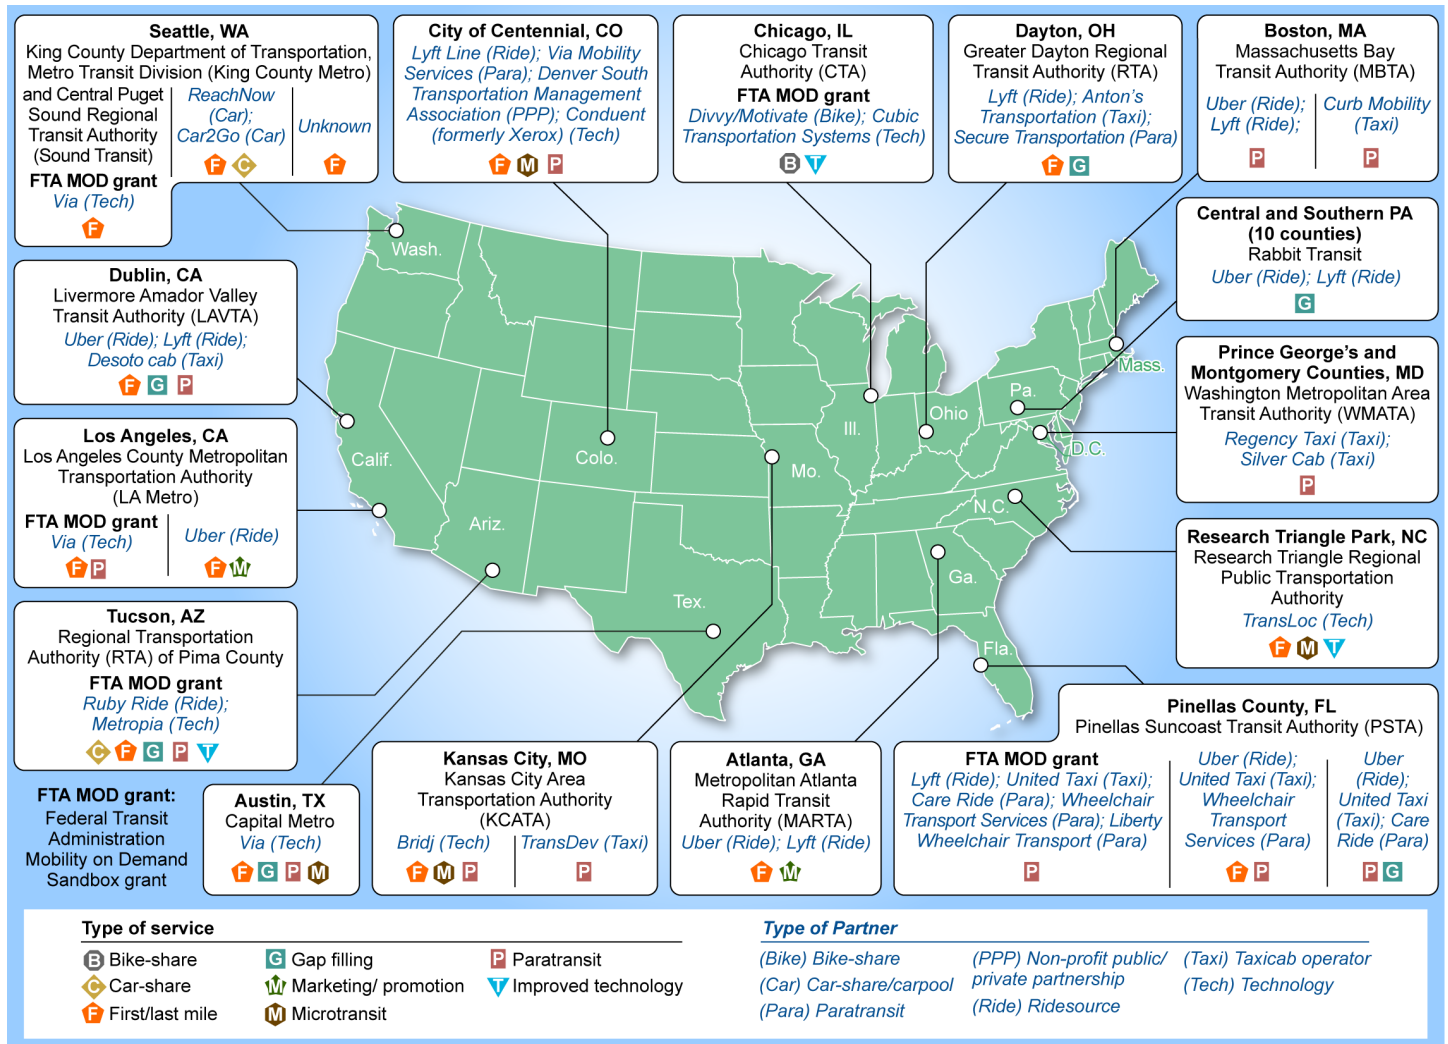 Seattle, WA
King County Department of Transportation,
Metro Transit Division (King County Metro)
and Central Puget
Sound Regional
Transit Authority
(Sound Transit)
FTA MOD grant
Via (Tech)
F
ReachNow
(Car);
Car2Go (Car)
F C
Unknown
F
City of Centennial, CO
Lyft Line (Ride); Via Mobility
Services (Para); Denver South
Transportation Management
Association (PPP); Conduent
(formerly Xerox) (Tech)
F M P
Chicago, IL
Chicago Transit
Authority (CTA)
FTA MOD grant
Divvy/Motivate (Bike); Cubic
Transportation Systems (Tech)
B T
Dayton, OH
Greater Dayton Regional
Transit Authority (RTA)
Lyft (Ride); Anton’s
Transportation (Taxi);
Secure Transportation (Para)
F G
Boston, MA
Massachusetts Bay
Transit Authority (MBTA)
Uber (Ride);
Lyft (Ride);
P
Curb Mobility
(Taxi)
P
Central and Southern PA
(10 counties)
Rabbit Transit
Uber (Ride); Lyft (Ride)
G
Dublin, CA
Livermore Amador Valley
Transit Authority (LAVTA)
Uber (Ride); Lyft (Ride);
Desoto cab (Taxi)
F G P
Prince George’s and
Montgomery Counties, MD
Washington Metropolitan Area
Transit Authority (WMATA)
Regency Taxi (Taxi);
Silver Cab (Taxi)
P
Los Angeles, CA
Los Angeles County Metropolitan
Transportation Authority
(LA Metro)
FTA MOD grant
Via (Tech)
F P
Uber (Ride)
F M
Research Triangle Park, NC
Research Triangle Regional
Public Transportation
Authority
TransLoc (Tech)
F M T
Wash.
Mass.
Pa.
Ohio
Ill.
D.C.
Calif.
Colo.
Mo.
N.C.
Ariz.
Ga.
Tex.
Fla.
Tucson, AZ
Regional Transportation
Authority (RTA) of Pima County
FTA MOD grant
Ruby Ride (Ride);
Metropia (Tech)
C F G P T
FTA MOD grant:
Federal Transit
Administration
Mobility on Demand
Sandbox grant
Austin, TX
Capital Metro
Via (Tech)
F G P M
Kansas City, MO
Kansas City Area
Transportation Authority
(KCATA)
Bridj (Tech)
F M P
TransDev (Taxi)
P
Atlanta, GA
Metropolitan Atlanta
Rapid Transit
Authority (MARTA)
Uber (Ride); Lyft (Ride)
F M
Pinellas County, FL
Pinellas Suncoast Transit Authority (PSTA)
FTA MOD grant
Lyft (Ride); United Taxi (Taxi);
Care Ride (Para); Wheelchair
Transport Services (Para); Liberty
Wheelchair Transport (Para)
P
Uber (Ride);
United Taxi (Taxi);
Wheelchair
Transport
Services (Para)
F P
Uber
(Ride);
United Taxi
(Taxi); Care
Ride (Para)
P G
Type of service
B Bike-share
C Car-share
F First/last mile
G Gap filling
M Marketing/ promotion
M Microtransit
P Paratransit
T Improved technology
Type of Partner
(Bike) Bike-share
(Car) Car-share/carpool
(Para) Paratransit
(PPP) Non-profit public/
private partnership
(Ride) Ridesource
(Taxi) Taxicab operator
(Tech) Technology